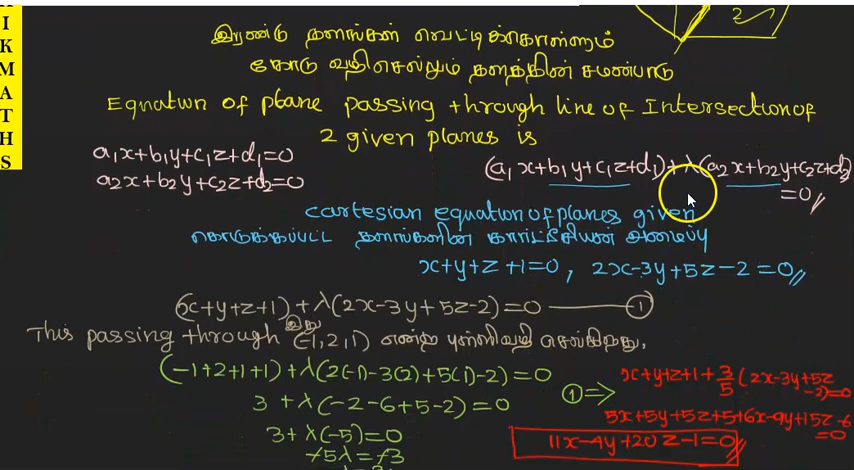 I
K
M
A
T
H
S
2
இரண்டு தளங்கள் வெட்டிக்கொள்ளும்
கோடு வழி செல்லும் தளத்தின் சமன்பாடு
Equation of plane passing through line of Intersection of
2 given planes is
a₁x+b₁y+c₁z+d₁=0
a₂x+b₂y+c₂z+d₂=0
(a₁x+b₁y+c₁z+d₁)+λ(a₂x+b₂y+c₂z+d₂)
=0
Cartesian equation of planes given
கொடுக்கப்பட்ட தளங்களின் கார்டீசியன் அமைப்பு
x+y+z+1=0, 2x-3y+5z-2=0
(x+y+z+1)+λ(2x-3y+5z-2)=0 ——— ①
This passing through இது (-1,2,1) என்ற புள்ளிவழி செல்கிறது,
(-1+2+1+1)+λ(2(-1)-3(2)+5(1)-2)=0
3+λ(-2-6+5-2)=0
3+λ(-5)=0
-5λ=-3
①⇒ x+y+z+1+3/5(2x-3y+5z
-2)=0
5x+5y+5z+5+6x-9y+15z-6
=0
11x-4y+20z-1=0